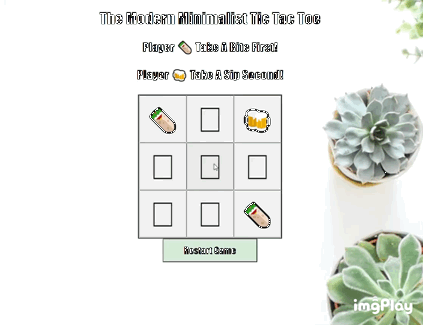 The Modern Minimalist Tic Tac Toe
Player Take A Bite First!
Player Take A Sip Second!
Restart Game
imgPlay